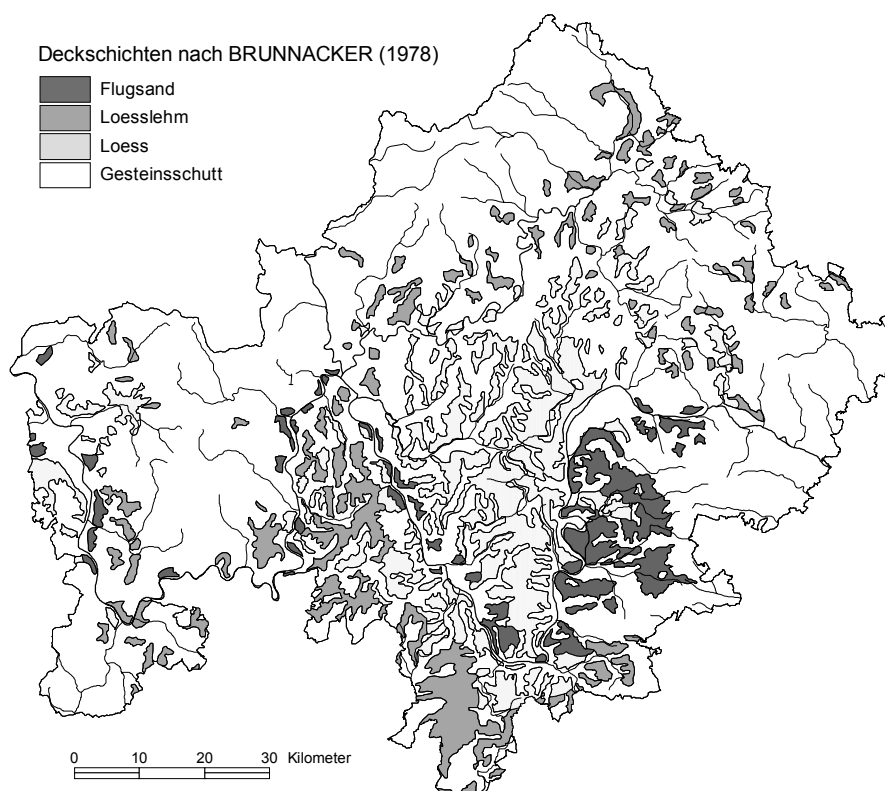 Deckschichten nach BRUNNACKER (1978)
Flugsand
Loesslehm
Loess
Gesteinsschutt
0 10 20 30 Kilometer